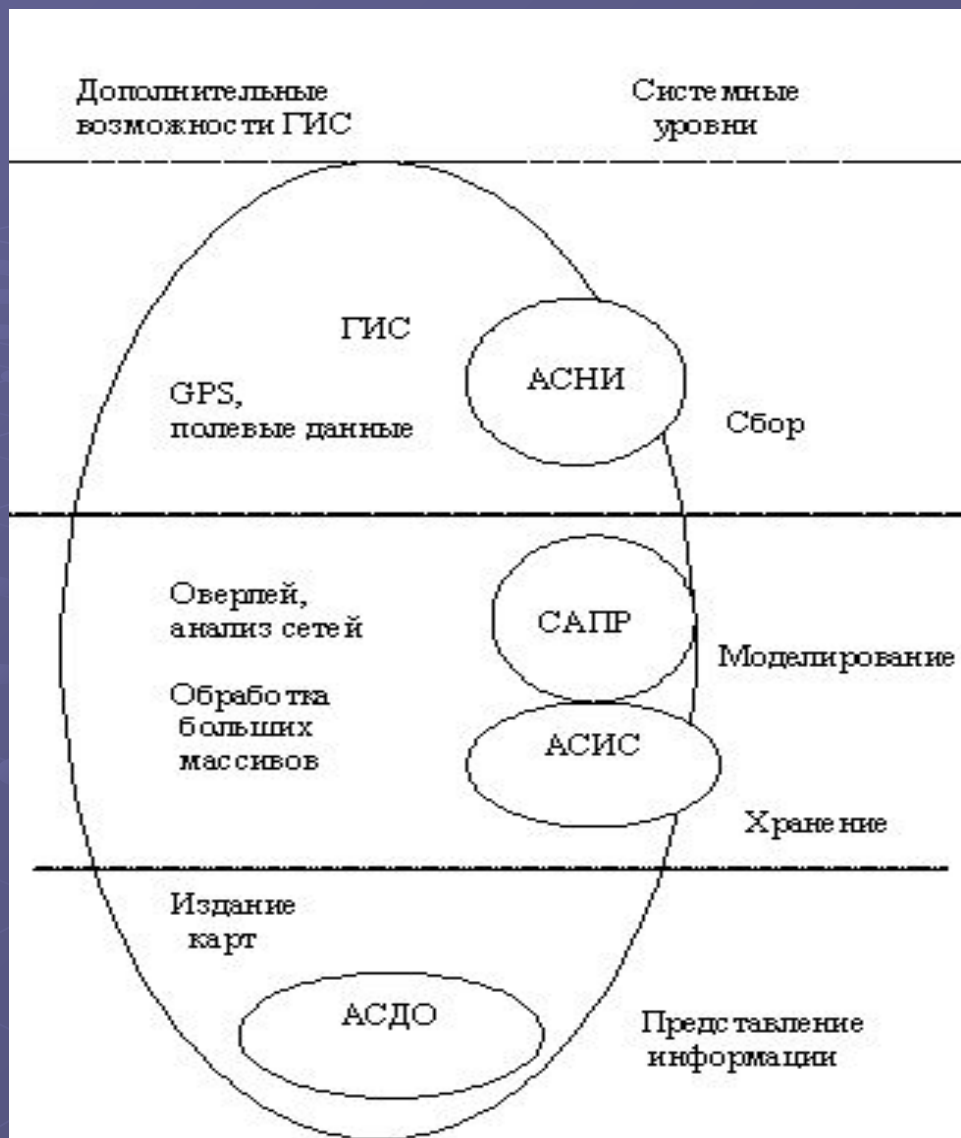 Дополнительные
возможности ГИС
Системные
уровни
ГИС
АСНИ
GPS,
полевые данные
Сбор
Оверлей,
анализ сетей
САПР
Моделирование
Обработка
больших
массивов
АСИС
Хранение
Издание
карт
АСДО
Представление
информации